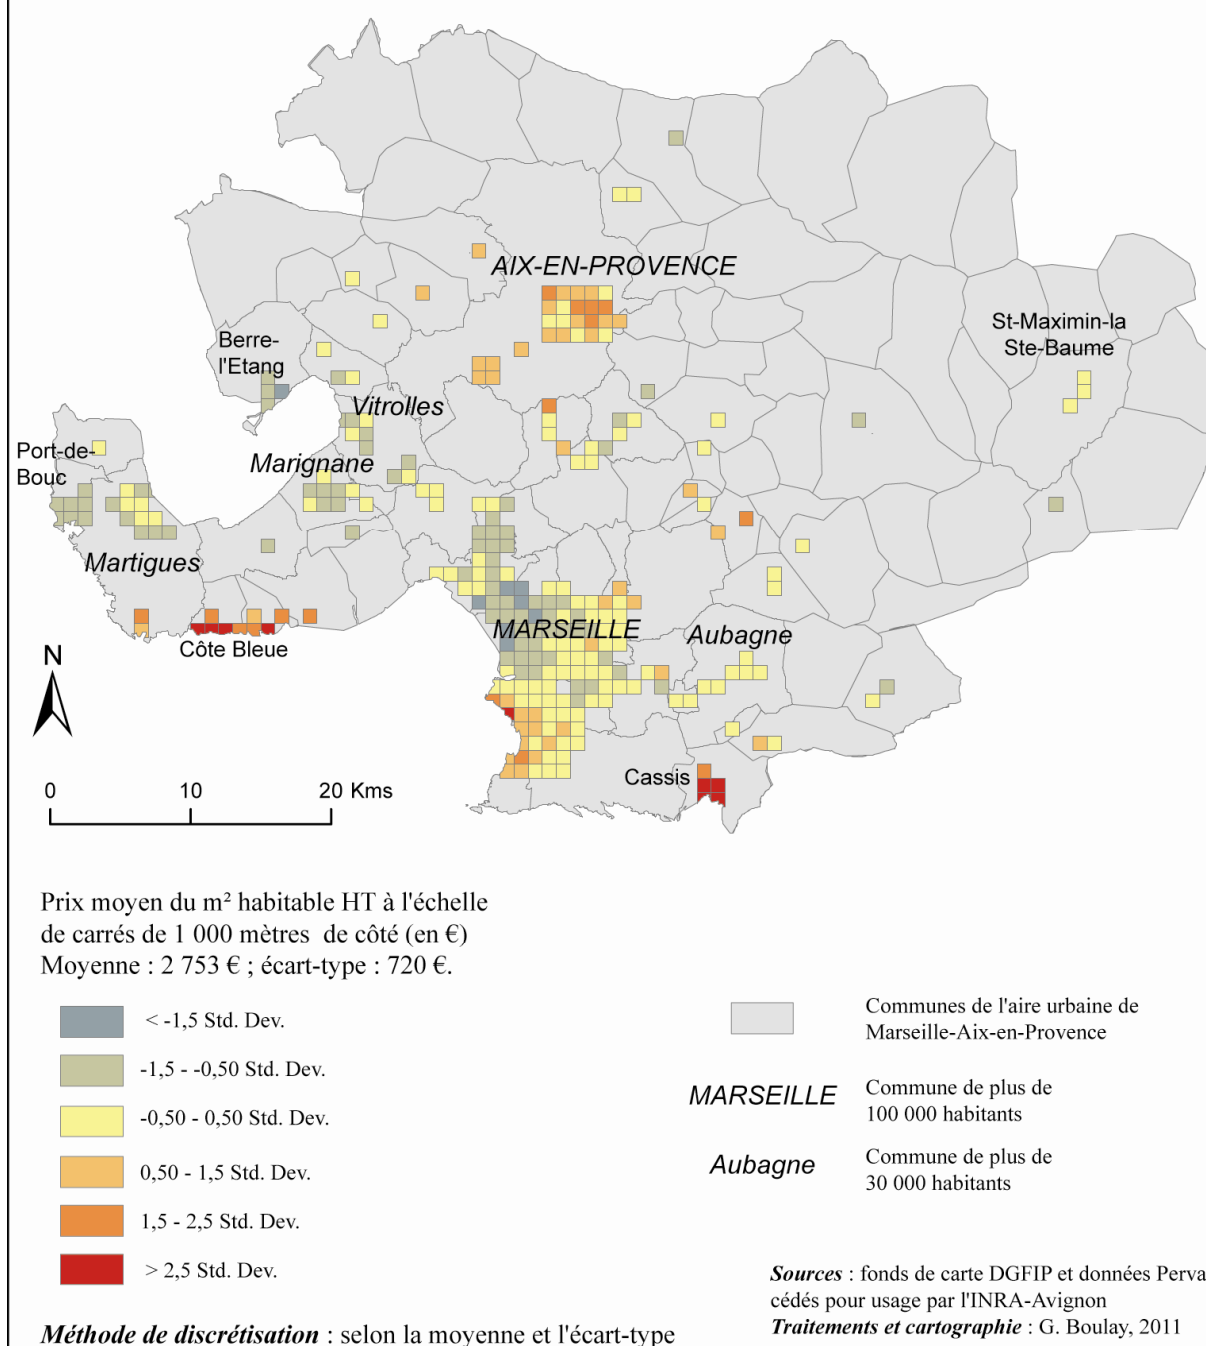 AIX-EN-PROVENCE
St-Maximin-la
Ste-Baume
Berre-
l'Etang
Vitrolles
Port-de-
Bouc
Marignane
Martigues
MARSEILLE
Aubagne
Côte Bleue
N
Cassis
0 10 20 Kms
Prix moyen du m² habitable HT à l'échelle
de carrés de 1 000 mètres de côté (en €)
Moyenne : 2 753 € ; écart-type : 720 €.
< -1,5 Std. Dev.
-1,5 - -0,50 Std. Dev.
-0,50 - 0,50 Std. Dev.
0,50 - 1,5 Std. Dev.
1,5 - 2,5 Std. Dev.
> 2,5 Std. Dev.
Communes de l'aire urbaine de
Marseille-Aix-en-Provence
MARSEILLE
Commune de plus de
100 000 habitants
Aubagne
Commune de plus de
30 000 habitants
Sources : fonds de carte DGFIP et données Perva
cédés pour usage par l'INRA-Avignon
Traitements et cartographie : G. Boulay, 2011
Méthode de discrétisation : selon la moyenne et l'écart-type